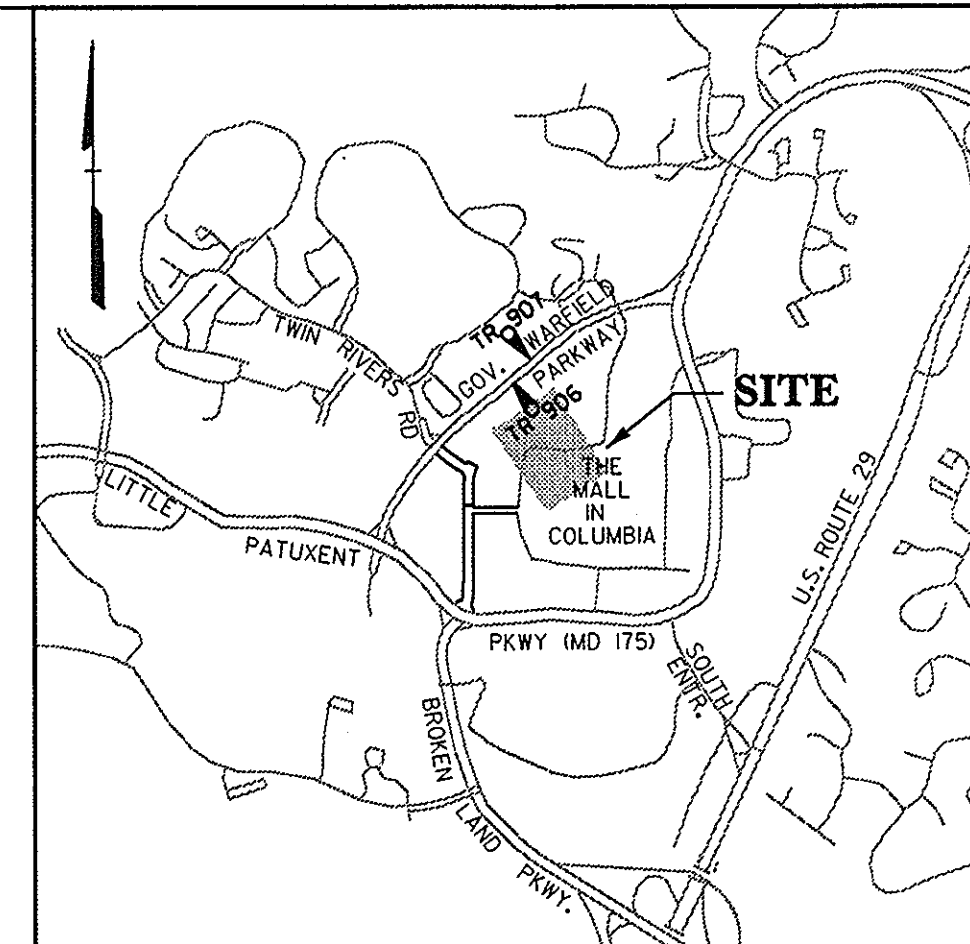 TR 907
WARFIELD
GOV.
PARKWAY
TWIN RIVERS
RD
TR 906
SITE
THE
MALL
IN
COLUMBIA
LITTLE
PATUXENT
PKWY (MD 175)
U.S. ROUTE 29
SOUTH
ENTR.
BROKEN
LAND
PKWY.